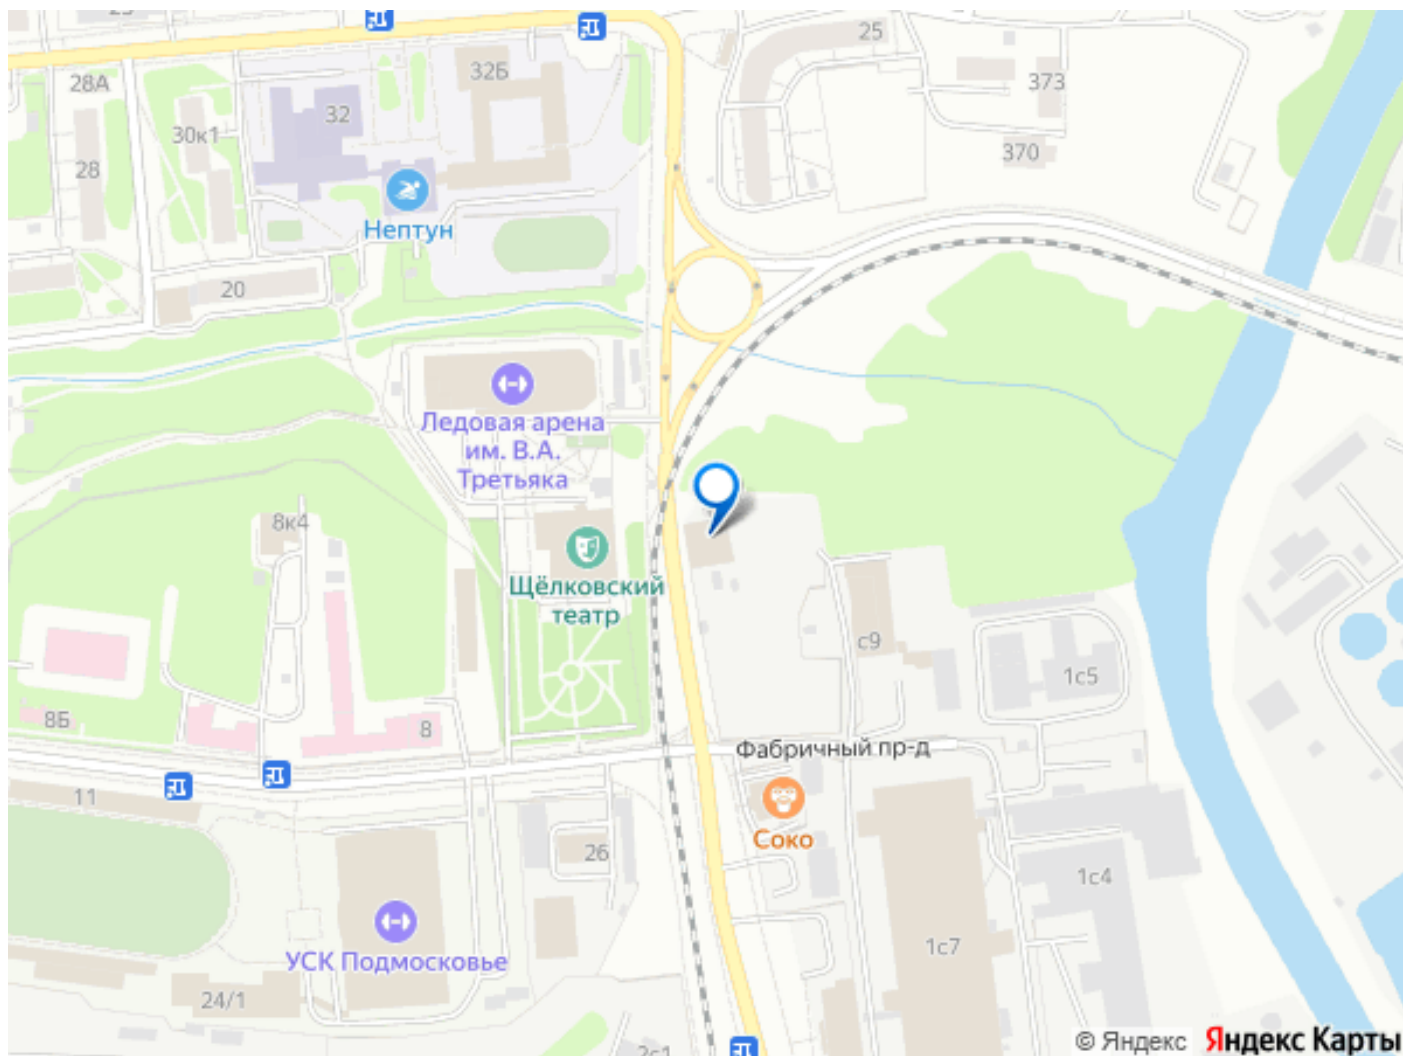 25
32Б
373
28А
32
30к1
370
28
Нептун
20
Ледовая арена
им. В.А.
Третьяка
8к4
Щёлковский
театр
с9
1с5
8Б
8
Фабричный пр-д
11
Соко
26
1с4
УСК Подмосковье
1с7
24/1
© Яндекс
Яндекс Карты